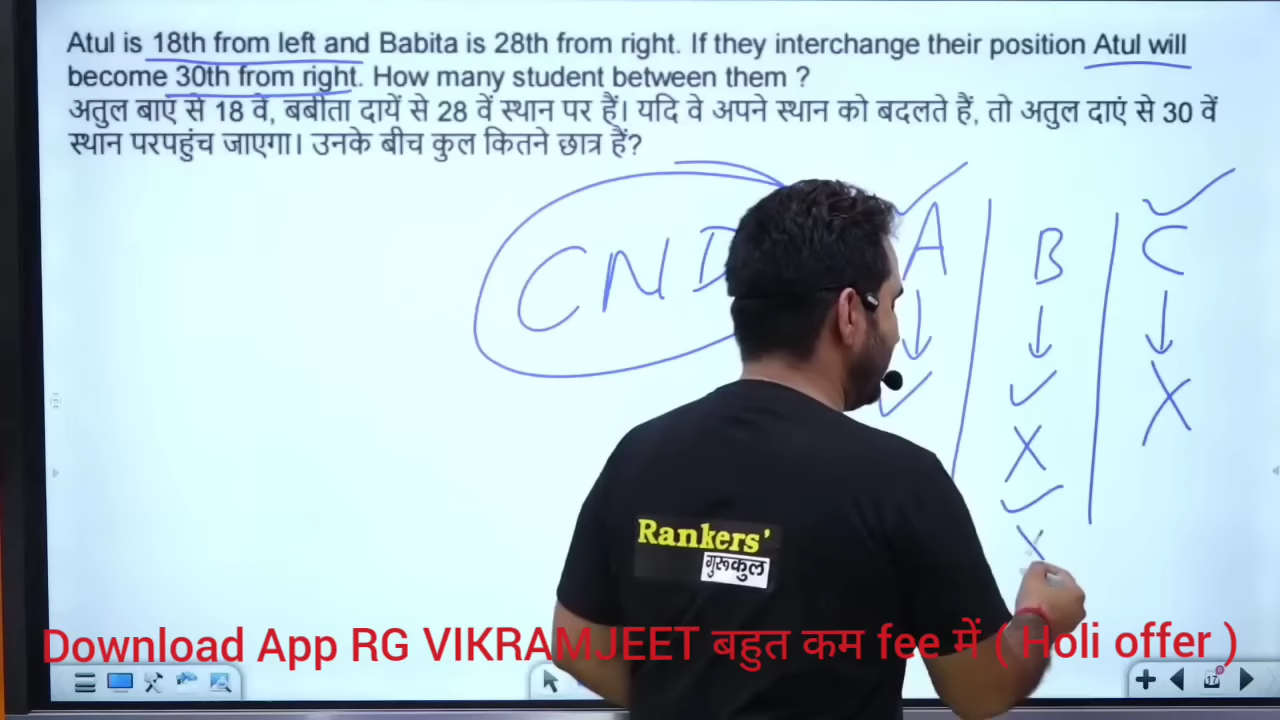 Atul is 18th from left and Babita is 28th from right. If they interchange their position Atul will
become 30th from right. How many student between them ?
अतुल बाएं से 18 वें, बबीता दायें से 28 वें स्थान पर हैं। यदि वे अपने स्थान को बदलते हैं, तो अतुल दाएं से 30 वें
स्थान परपहुंच जाएगा। उनके बीच कुल कितने छात्र हैं?
CND
A B C
Rankers'
गुरूकुल
Download App RG VIKRAMJEET बहुत कम fee में ( Holi offer )
17